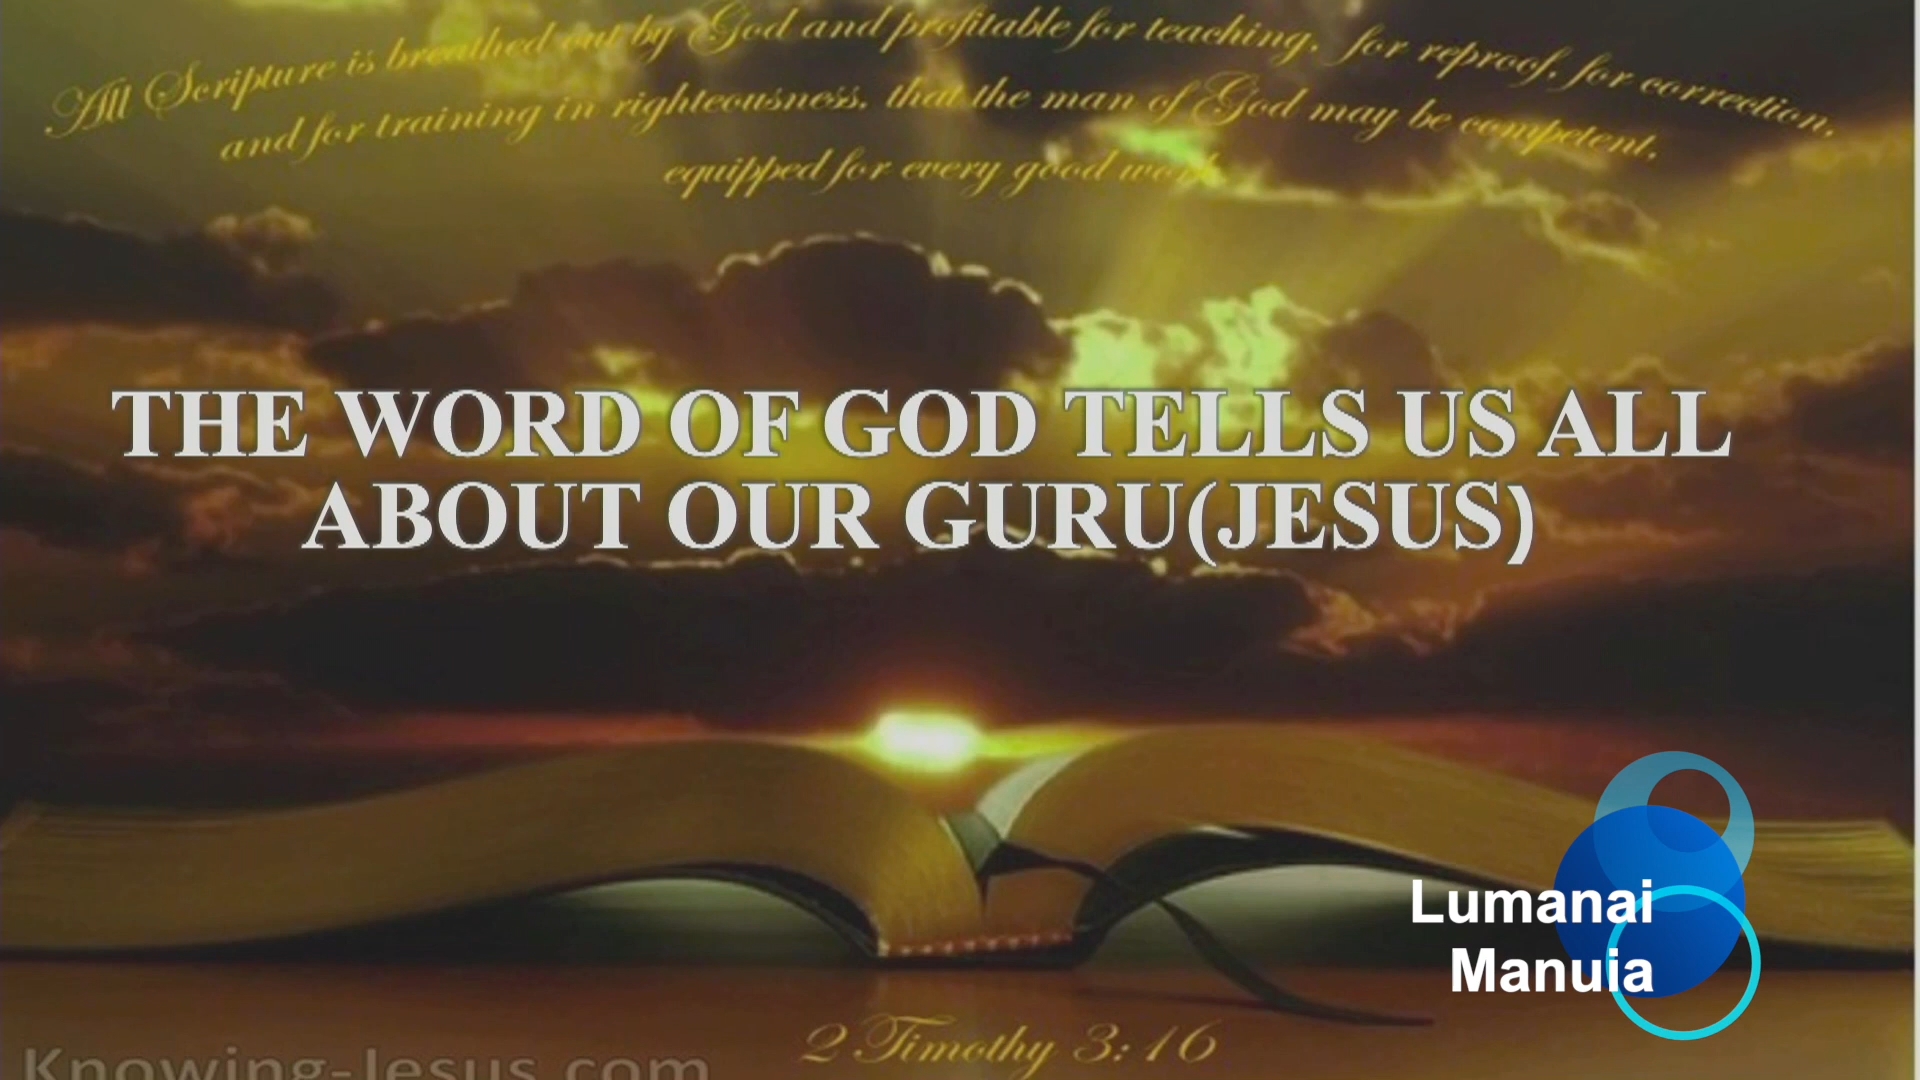 All Scripture is breathed out by God and profitable for teaching, for reproof, for correction,
and for training in righteousness, that the man of God may be competent,
equipped for every good work
THE WORD OF GOD TELLS US ALL
ABOUT OUR GURU(JESUS)
Lumanai
Manuia
2 Timothy 3:16
Knowing-Jesus.com